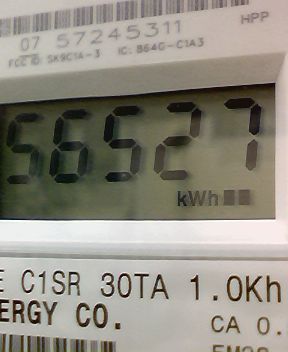 HPP
07 57245311
FCC ID: SK9C1A-3 IC: 864G-C1A3
56527
kWh
E C1SR 30TA 1.0Kh
ERGY CO.
CA 0.